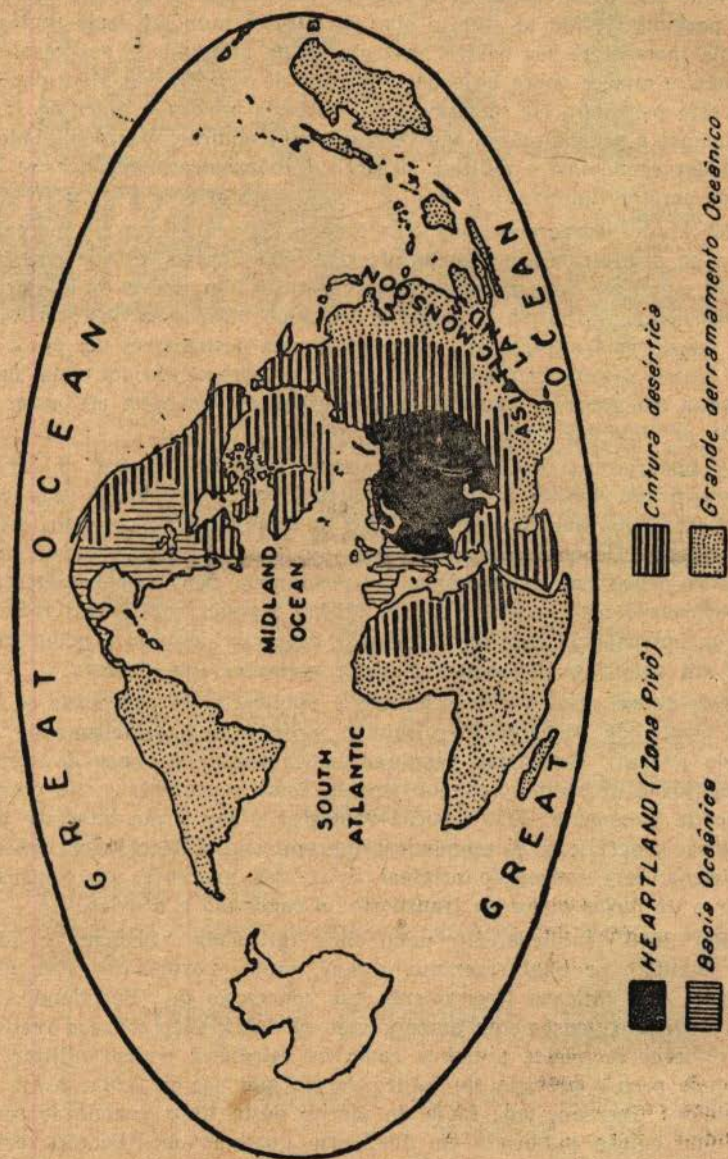 GREAT OCEAN
MIDLAND
OCEAN
SOUTH
ATLANTIC
ASIATIC MONSOON
LANDS
GREAT OCEAN
HEARTLAND (Zona Pivô)
Bacia Oceânica
Cintura desértica
Grande derramamento Oceânico